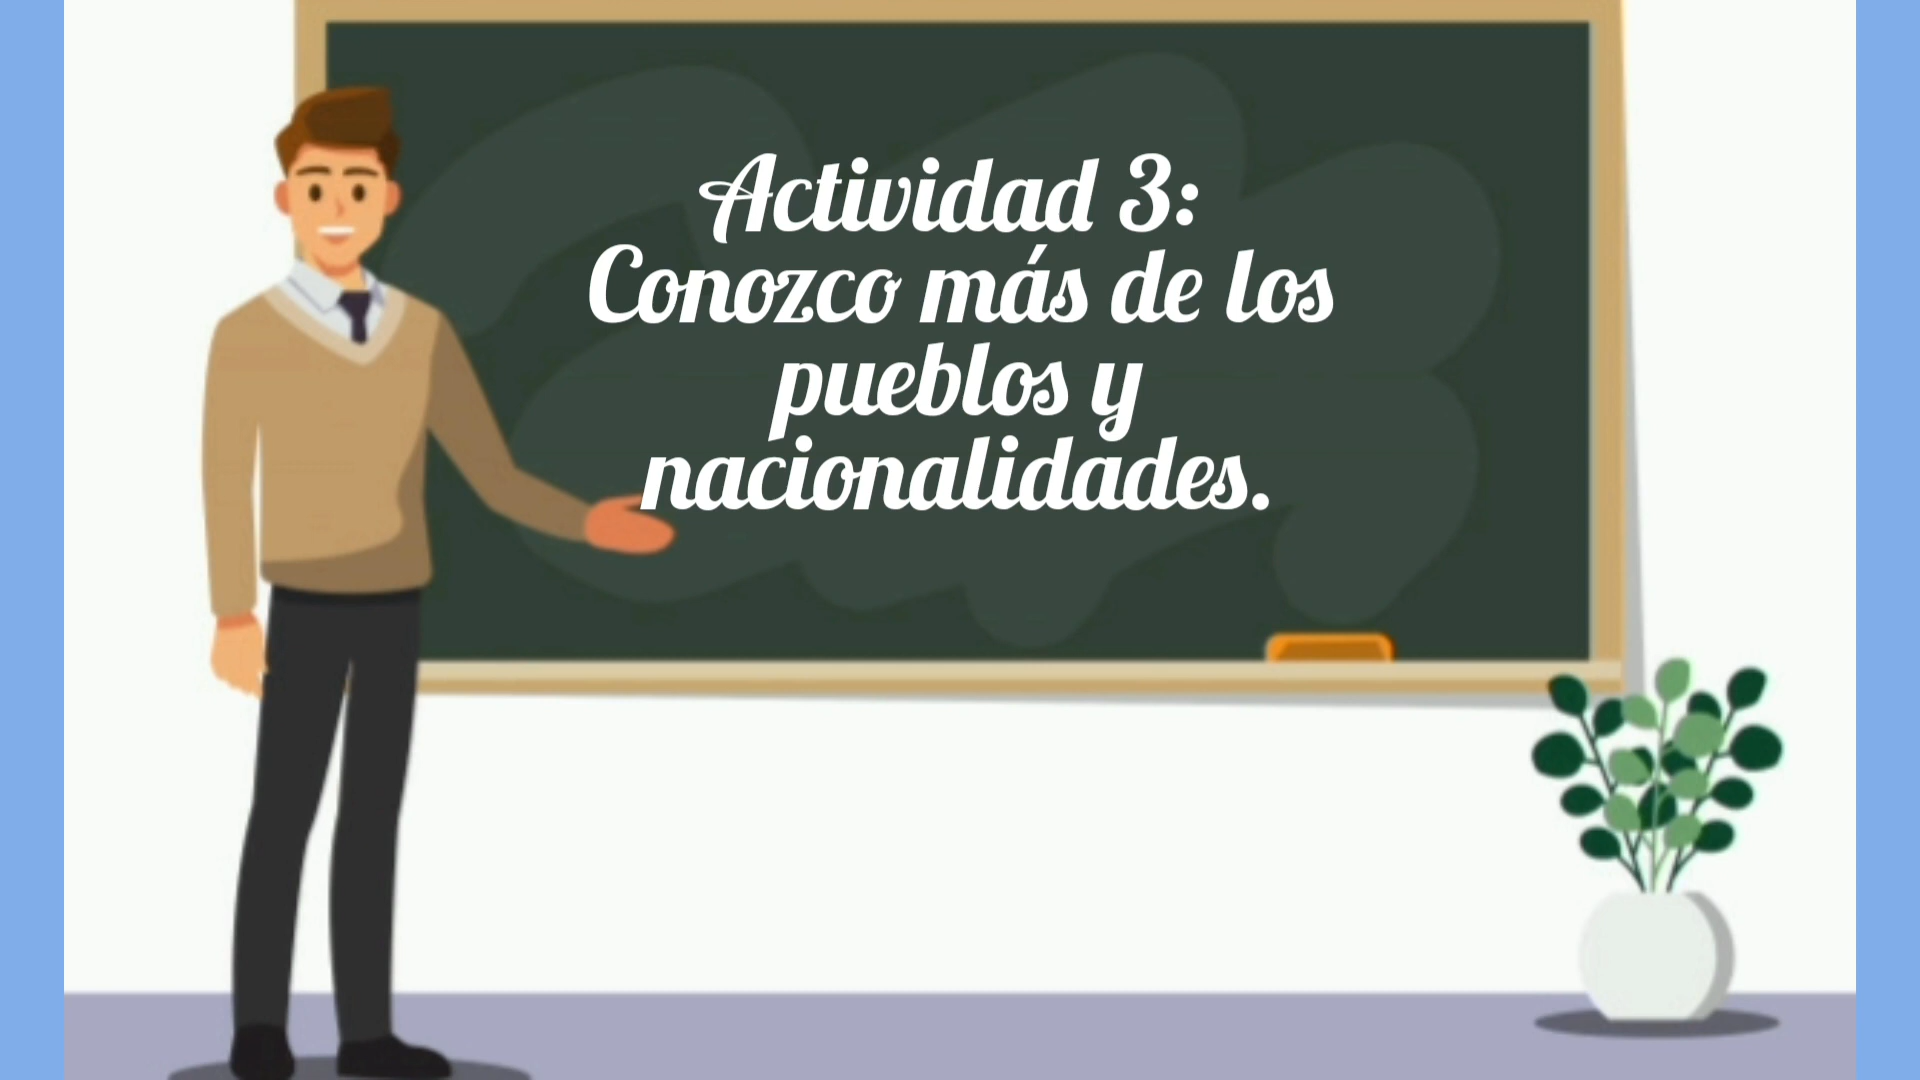 Actividad 3:
Conozco más de los
pueblos y
nacionalidades.